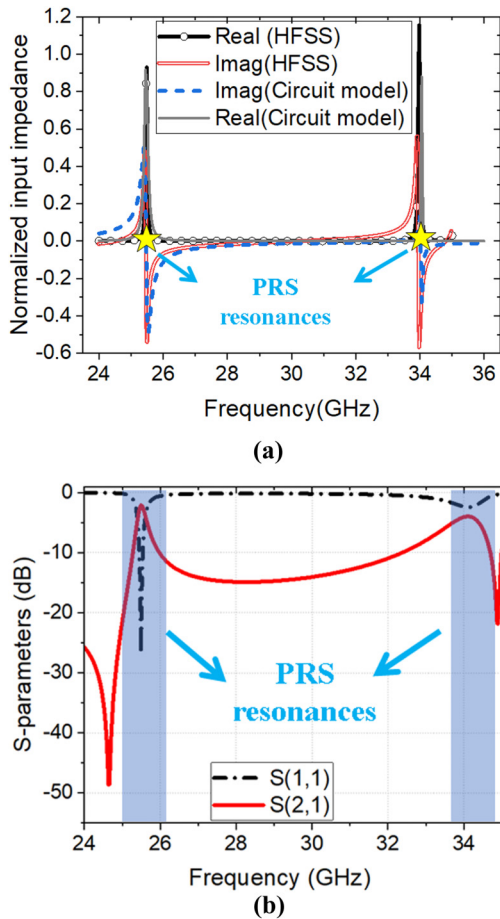 1.2
1.0
0.8
0.6
0.4
0.2
0.0
-0.2
-0.4
-0.6
Normalized input impedance
Real (HFSS)
Imag(HFSS)
Imag(Circuit model)
Real(Circuit model)
PRS
resonances
24 26 28 30 32 34 36
Frequency(GHz)
(a)
0
-10
-20
-30
-40
-50
S-parameters (dB)
PRS
resonances
S(1,1)
S(2,1)
24 26 28 30 32 34
Frequency (GHz)
(b)